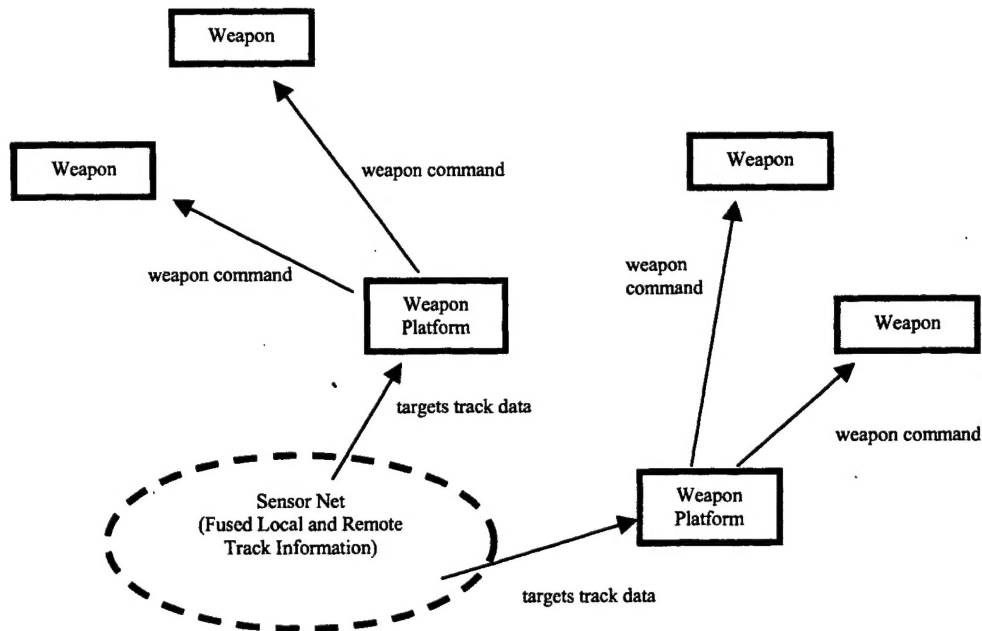 Weapon
Weapon
weapon command
weapon command
Weapon
Platform
targets track data
Sensor Net
(Fused Local and Remote
Track Information)
Weapon
weapon
command
Weapon
weapon command
Weapon
Platform
targets track data